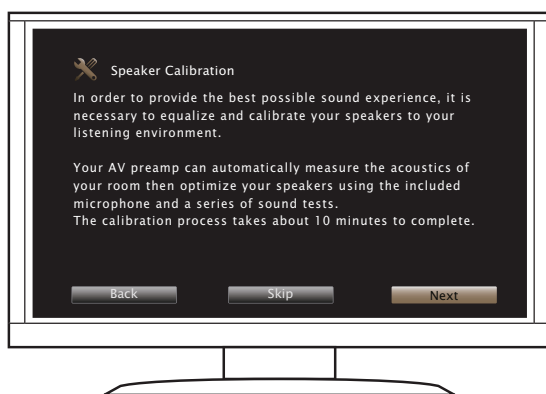 Speaker Calibration
In order to provide the best possible sound experience, it is
necessary to equalize and calibrate your speakers to your
listening environment.
Your AV preamp can automatically measure the acoustics of
your room then optimize your speakers using the included
microphone and a series of sound tests.
The calibration process takes about 10 minutes to complete.
Back Skip Next